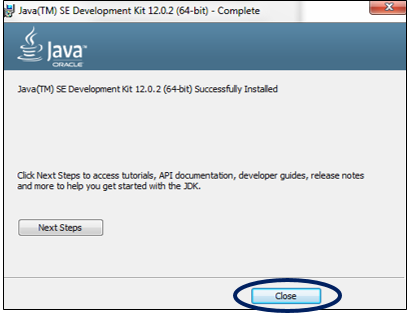 Java(TM) SE Development Kit 12.0.2 (64-bit) - Complete
Java™
ORACLE
Java(TM) SE Development Kit 12.0.2 (64-bit) Successfully Installed
Click Next Steps to access tutorials, API documentation, developer guides, release notes
and more to help you get started with the JDK.
Next Steps
Close